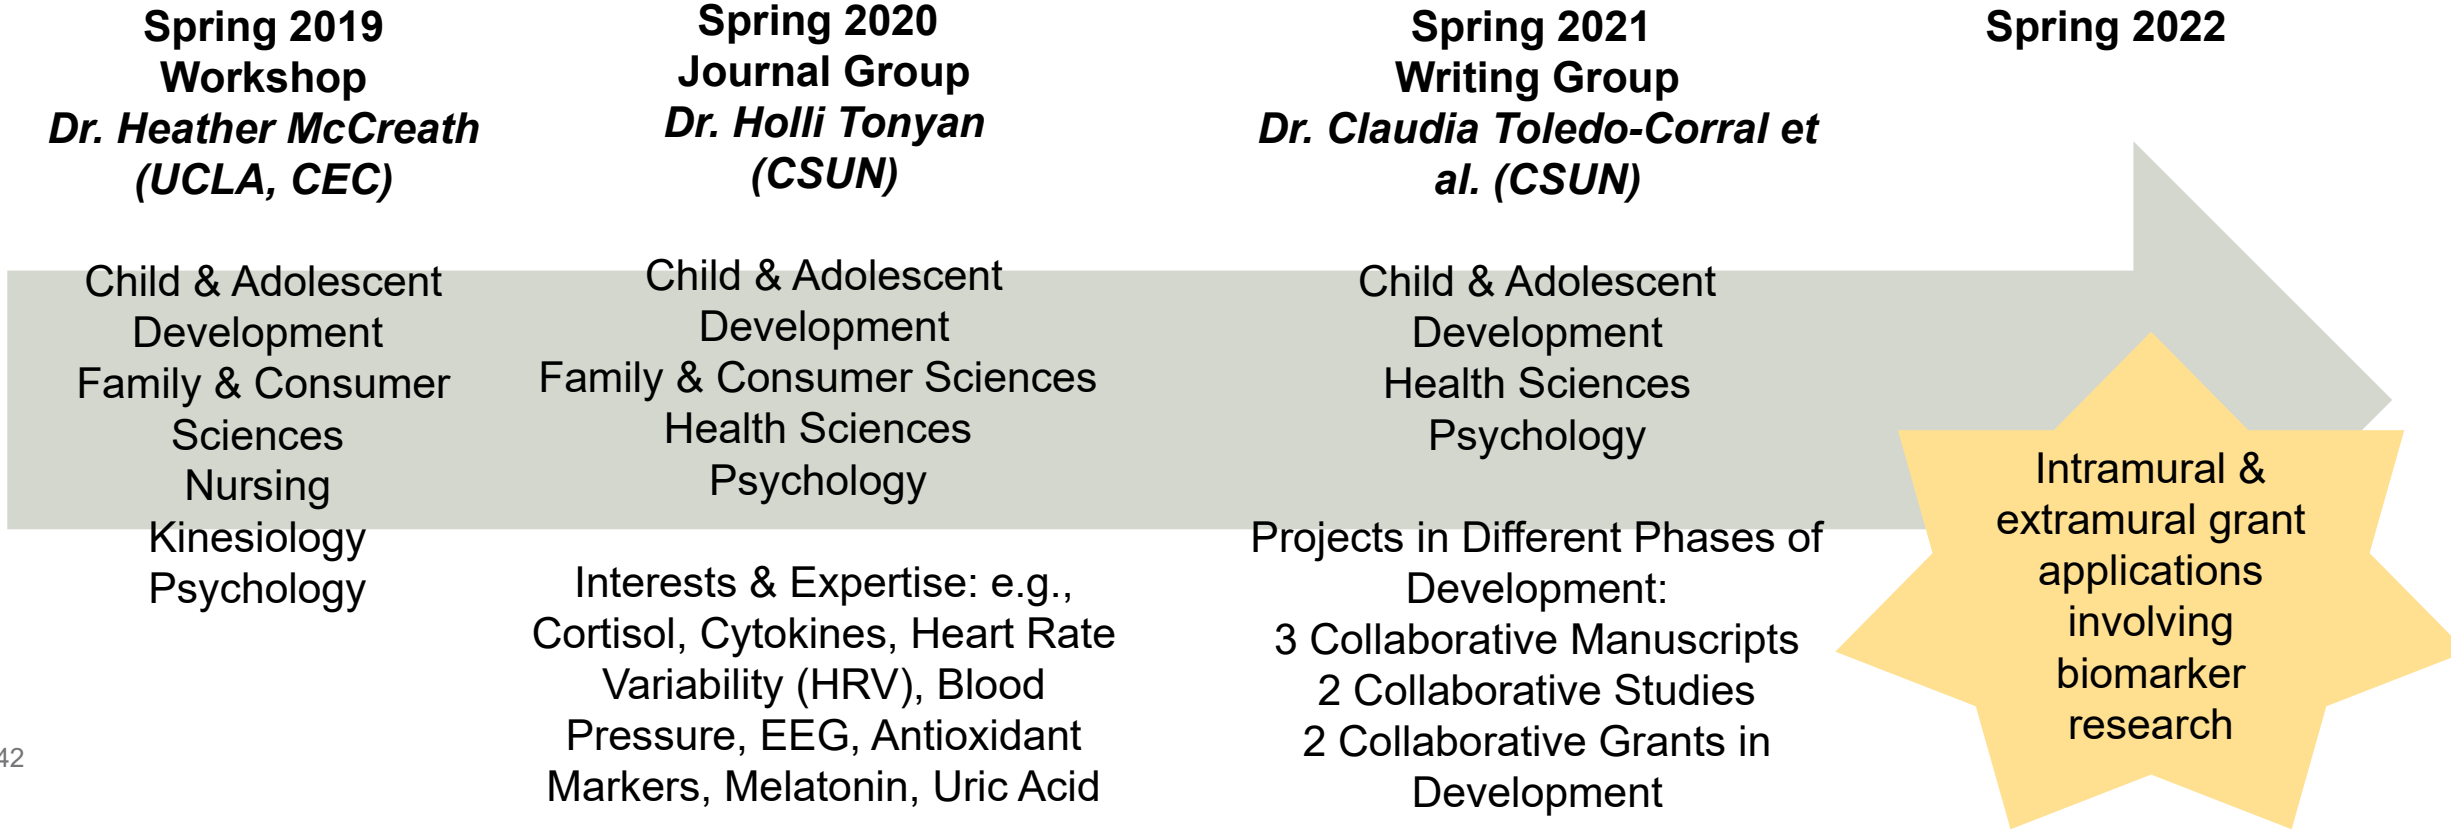 Spring 2019
Workshop
Dr. Heather McCreath
(UCLA, CEC)
Child & Adolescent
Development
Family & Consumer
Sciences
Nursing
Kinesiology
Psychology
Spring 2020
Journal Group
Dr. Holli Tonyan
(CSUN)
Child & Adolescent
Development
Family & Consumer Sciences
Health Sciences
Psychology
Interests & Expertise: e.g.,
Cortisol, Cytokines, Heart Rate
Variability (HRV), Blood
Pressure, EEG, Antioxidant
Markers, Melatonin, Uric Acid
Spring 2021
Writing Group
Dr. Claudia Toledo-Corral et
al. (CSUN)
Child & Adolescent
Development
Health Sciences
Psychology
Projects in Different Phases of
Development:
3 Collaborative Manuscripts
2 Collaborative Studies
2 Collaborative Grants in
Development
Spring 2022
Intramural &
extramural grant
applications
involving
biomarker
research
42